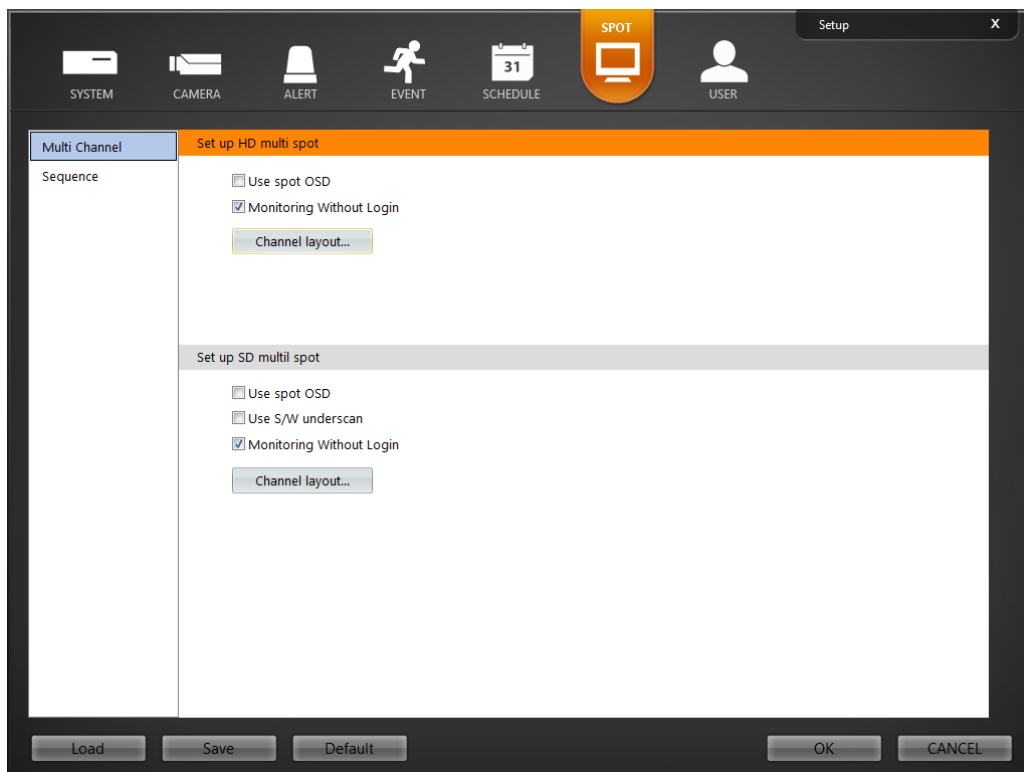 SPOT
Setup X
31
SYSTEM CAMERA ALERT EVENT SCHEDULE USER
Multi Channel
Sequence
Set up HD multi spot
Use spot OSD
Monitoring Without Login
Channel layout...
Set up SD multil spot
Use spot OSD
Use S/W underscan
Monitoring Without Login
Channel layout...
Load Save Default OK CANCEL